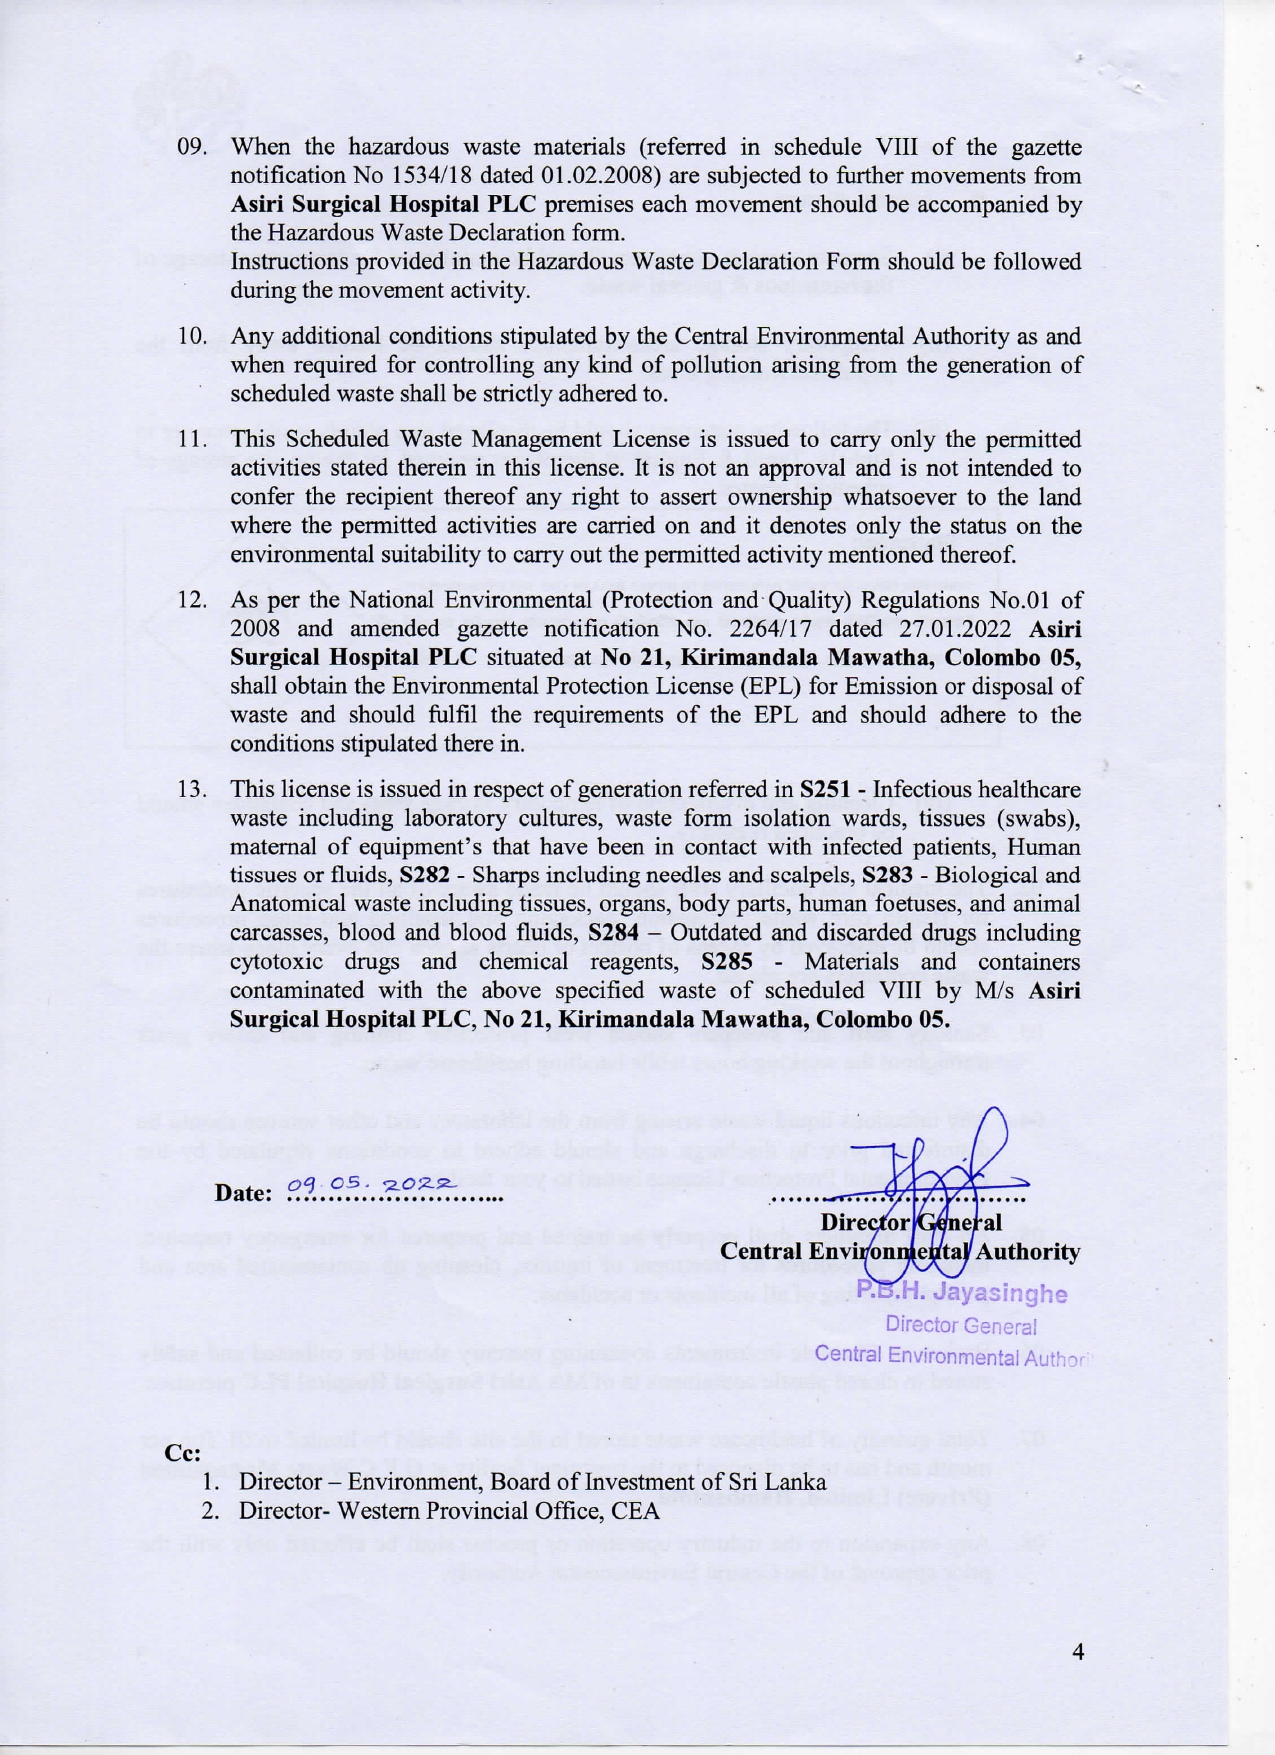 09. When the hazardous waste materials (referred in schedule VIII of the gazette
notification No 1534/18 dated 01.02.2008) are subjected to further movements from
Asiri Surgical Hospital PLC premises each movement should be accompanied by
the Hazardous Waste Declaration form.
Instructions provided in the Hazardous Waste Declaration Form should be followed
during the movement activity.
10. Any additional conditions stipulated by the Central Environmental Authority as and
when required for controlling any kind of pollution arising from the generation of
scheduled waste shall be strictly adhered to.
11. This Scheduled Waste Management License is issued to carry only the permitted
activities stated therein in this license. It is not an approval and is not intended to
confer the recipient thereof any right to assert ownership whatsoever to the land
where the permitted activities are carried on and it denotes only the status on the
environmental suitability to carry out the permitted activity mentioned thereof.
12. As per the National Environmental (Protection and Quality) Regulations No.01 of
2008 and amended gazette notification No. 2264/17 dated 27.01.2022 Asiri
Surgical Hospital PLC situated at No 21, Kirimandala Mawatha, Colombo 05,
shall obtain the Environmental Protection License (EPL) for Emission or disposal of
waste and should fulfil the requirements of the EPL and should adhere to the
conditions stipulated there in.
13. This license is issued in respect of generation referred in S251 - Infectious healthcare
waste including laboratory cultures, waste form isolation wards, tissues (swabs),
maternal of equipment's that have been in contact with infected patients, Human
tissues or fluids, S282 - Sharps including needles and scalpels, S283 - Biological and
Anatomical waste including tissues, organs, body parts, human foetuses, and animal
carcasses, blood and blood fluids, S284 – Outdated and discarded drugs including
cytotoxic drugs and chemical reagents, S285 - Materials and containers
contaminated with the above specified waste of scheduled VIII by M/s Asiri
Surgical Hospital PLC, No 21, Kirimandala Mawatha, Colombo 05.
Date: 09.05.2022
Director General
Central Environmental Authority
P.B.H. Jayasinghe
Director General
Central Environmental Author
Cc:
1. Director – Environment, Board of Investment of Sri Lanka
2. Director- Western Provincial Office, CEA
4